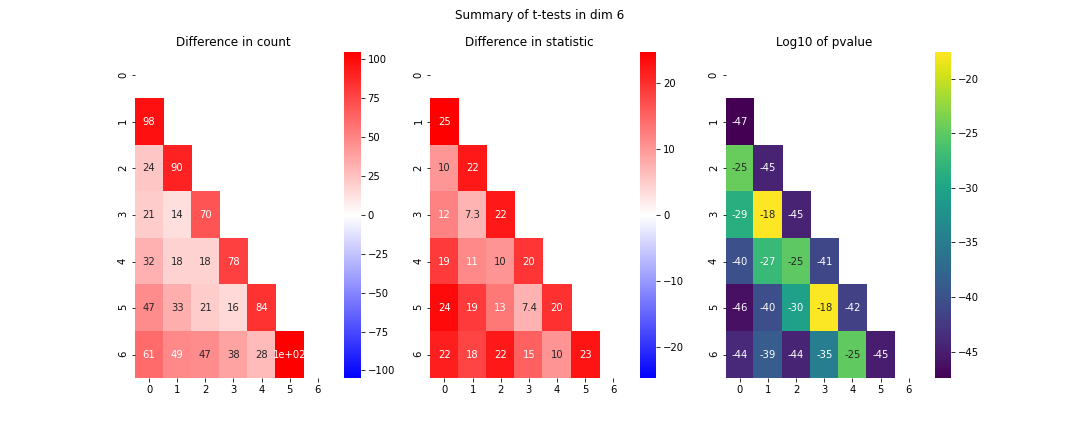 Summary of t-tests in dim 6
Difference in count
0
1
2
3
4
5
6
98
24 90
21 14 70
32 18 18 78
47 33 21 16 84
61 49 47 38 28 1e+02
0 1 2 3 4 5 6
100
75
50
25
0
−25
−50
−75
−100
Difference in statistic
0
1
2
3
4
5
6
25
10 22
12 7.3 22
19 11 10 20
24 19 13 7.4 20
22 18 22 15 10 23
0 1 2 3 4 5 6
20
10
0
−10
−20
Log10 of pvalue
0
1
2
3
4
5
6
-47
-25 -45
-29 -18 -45
-40 -27 -25 -41
-46 -40 -30 -18 -42
-44 -39 -44 -35 -25 -45
0 1 2 3 4 5 6
−20
−25
−30
−35
−40
−45